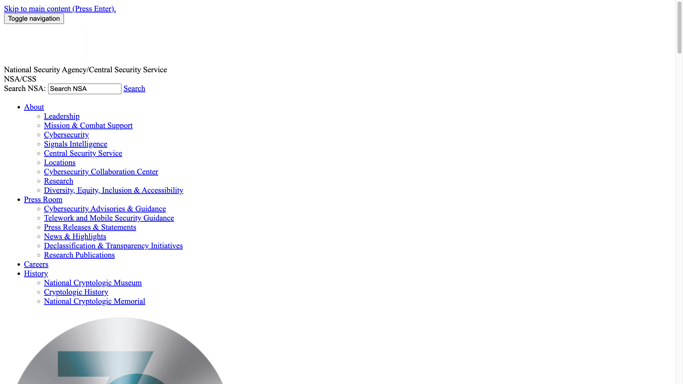 Skip to main content (Press Enter).
Toggle navigation
National Security Agency/Central Security Service
NSA/CSS
Search NSA: Search NSA Search
About
Leadership
Mission & Combat Support
Cybersecurity
Signals Intelligence
Central Security Service
Locations
Cybersecurity Collaboration Center
Research
Diversity, Equity, Inclusion & Accessibility
Press Room
Cybersecurity Advisories & Guidance
Telework and Mobile Security Guidance
Press Releases & Statements
News & Highlights
Declassification & Transparency Initiatives
Research Publications
Careers
History
National Cryptologic Museum
Cryptologic History
National Cryptologic Memorial